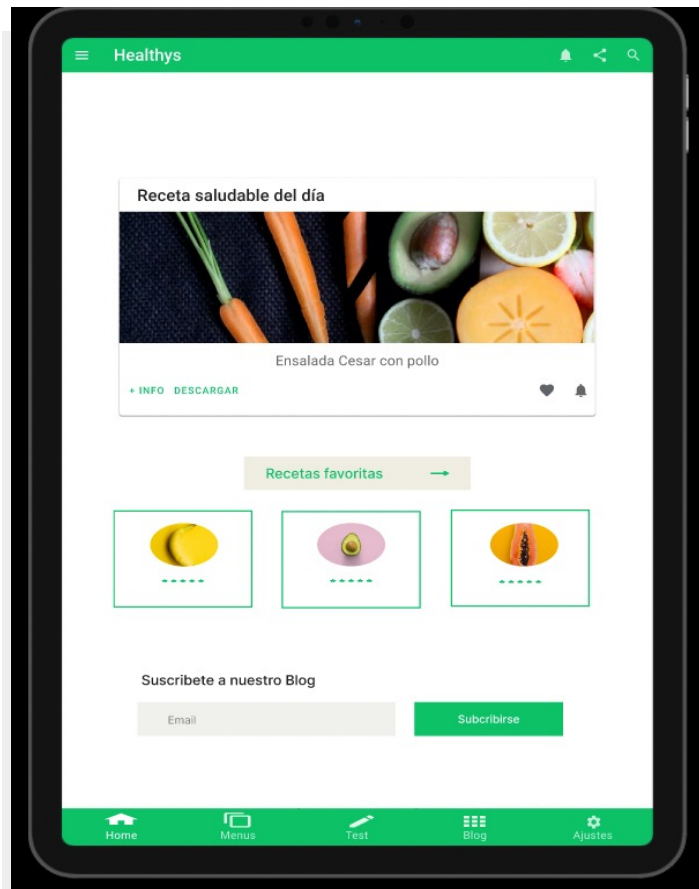 Healthys
Receta saludable del día
Ensalada Cesar con pollo
+ INFO DESCARGAR
Recetas favoritas
Suscribete a nuestro Blog
Email Subcribirse
Home Menus Test Blog Ajustes